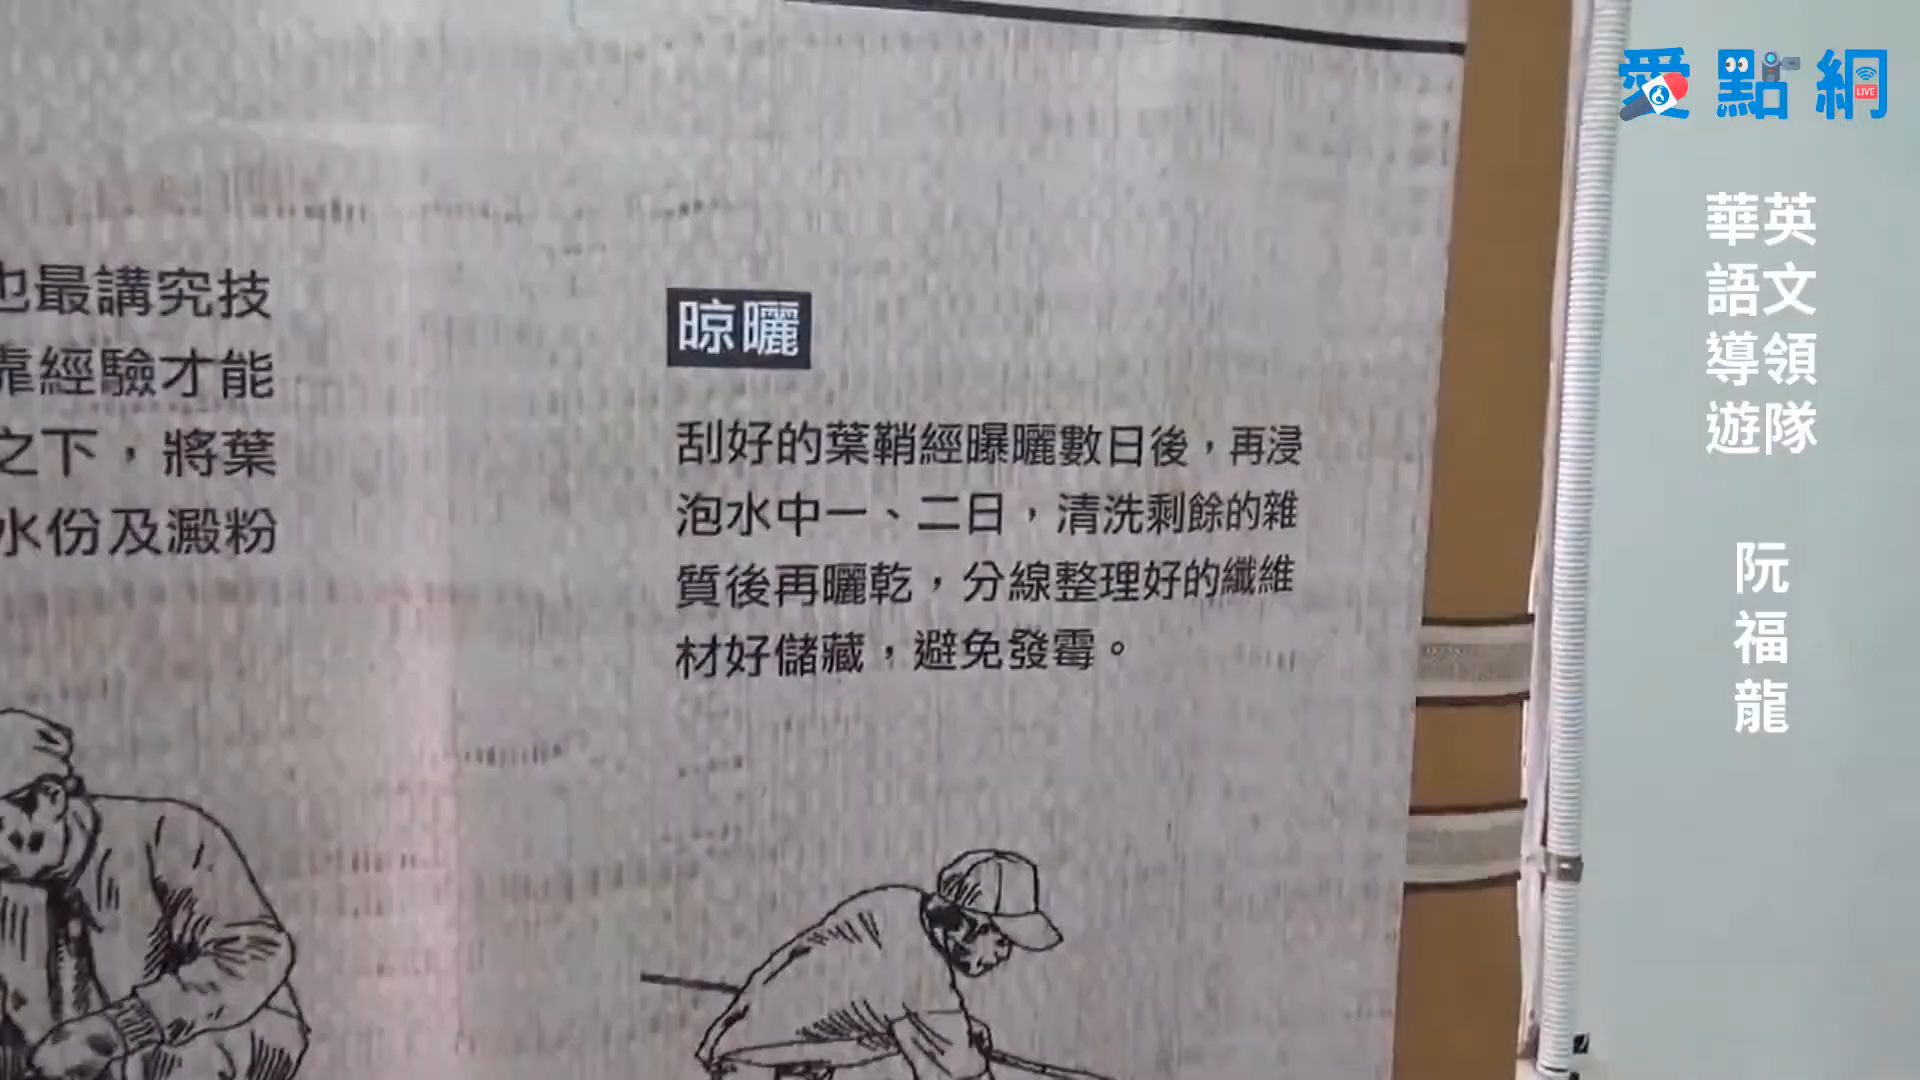 也最講究技
靠經驗才能
之下，將葉
水份及澱粉
晾曬
刮好的葉鞘經曝曬數日後，再浸
泡水中一、二日，清洗剩餘的雜
質後再曬乾，分線整理好的纖維
材好儲藏，避免發霉。
愛點網
LIVE
英文領隊
華語導遊
阮福龍